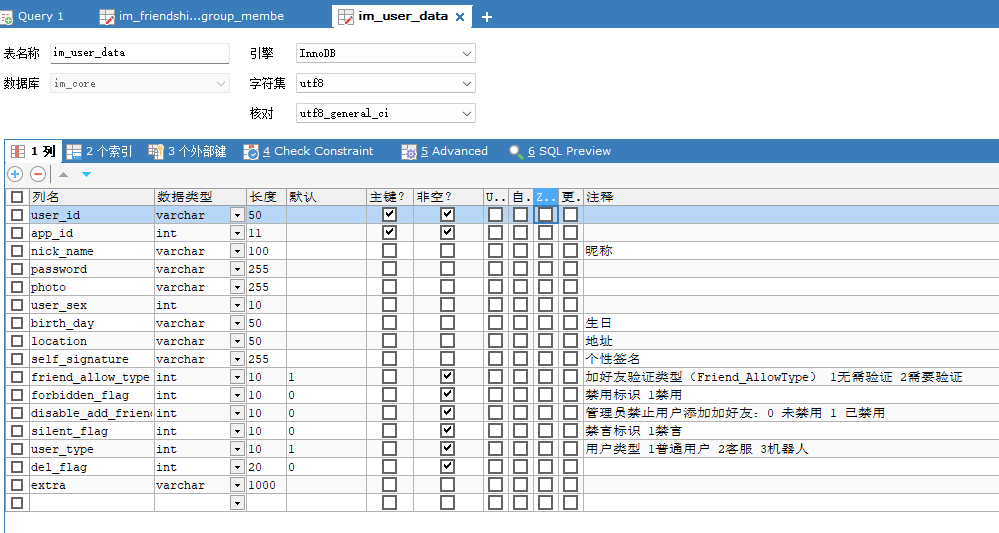 Query 1 im_friendshi...group_membe im_user_data × +
表名称 im_user_data 引擎 InnoDB
数据库 im_core 字符集 utf8
核对 utf8_general_ci
1 列 2 个索引 3 个外部键 4 Check Constraint 5 Advanced 6 SQL Preview
列名 数据类型 长度 默认 主键? 非空? U.. 自. Z.. 更. 注释
user_id varchar 50
app_id int 11
nick_name varchar 100 昵称
password varchar 255
photo varchar 255
user_sex int 10
birth_day varchar 50 生日
location varchar 50 地址
self_signature varchar 255 个性签名
friend_allow_type int 10 1 加好友验证类型（Friend_AllowType） 1无需验证 2需要验证
forbidden_flag int 10 0 禁用标识 1禁用
disable_add_friend int 10 0 管理员禁止用户添加加好友：0 未禁用 1 已禁用
silent_flag int 10 0 禁言标识 1禁言
user_type int 10 1 用户类型 1普通用户 2客服 3机器人
del_flag int 20 0
extra varchar 1000